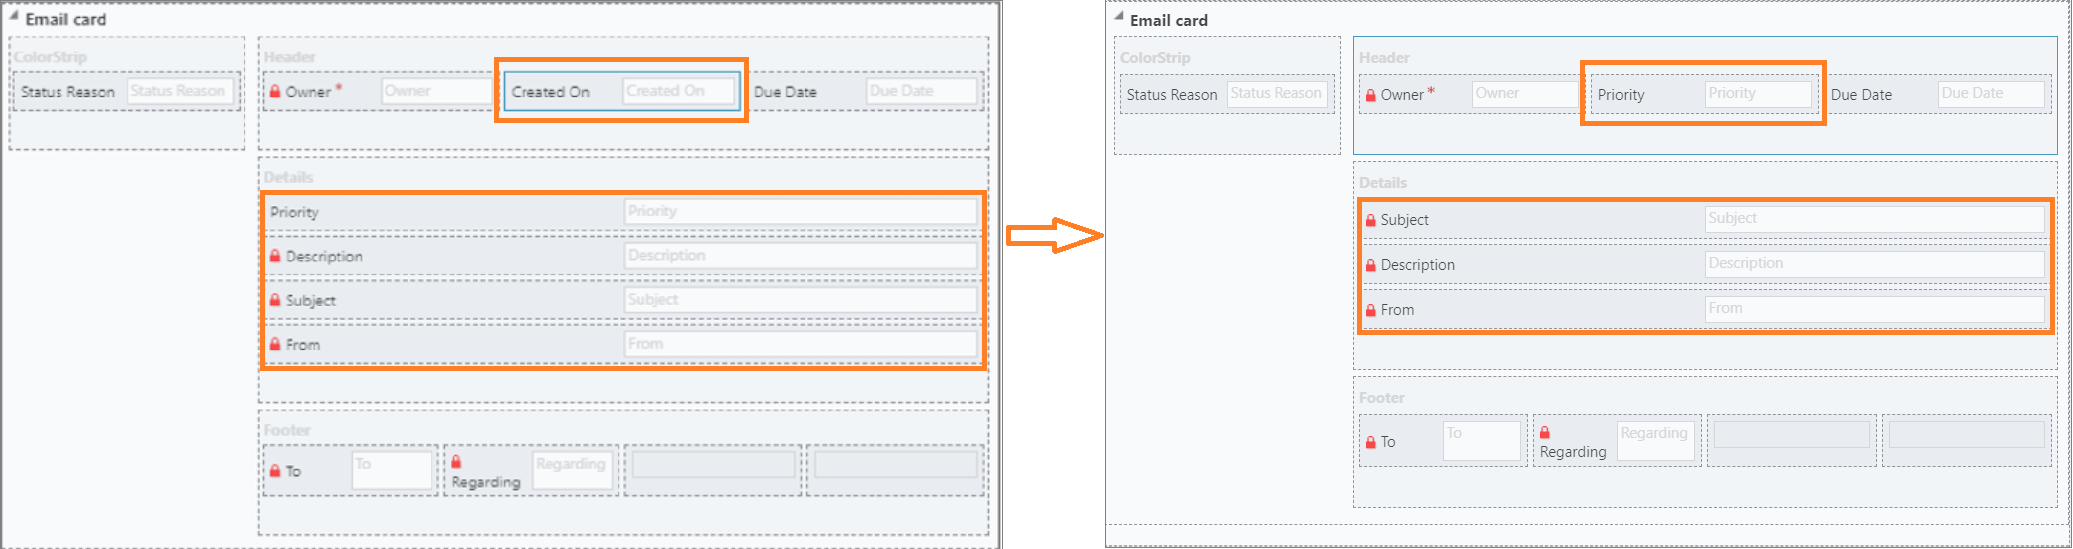 Email card
ColorStrip
Status Reason Status Reason
Header
Owner * Owner Created On Created On Due Date Due Date
Details
Priority Priority
Description Description
Subject Subject
From From
Footer
To To Regarding Regarding
Email card
ColorStrip
Status Reason Status Reason
Header
Owner * Owner Priority Priority Due Date Due Date
Details
Subject Subject
Description Description
From From
Footer
To To Regarding Regarding